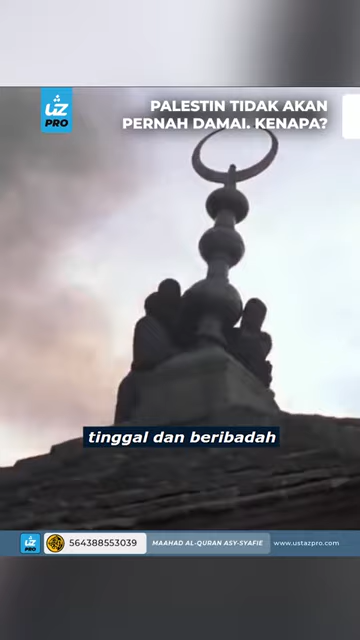 UZ
PRO
PALESTIN TIDAK AKAN
PERNAH DAMAI. KENAPA?
tinggal dan beribadah
UZ
PRO
564388553039
MAAHAD AL-QURAN ASY-SYAFIE
www.ustazpro.com